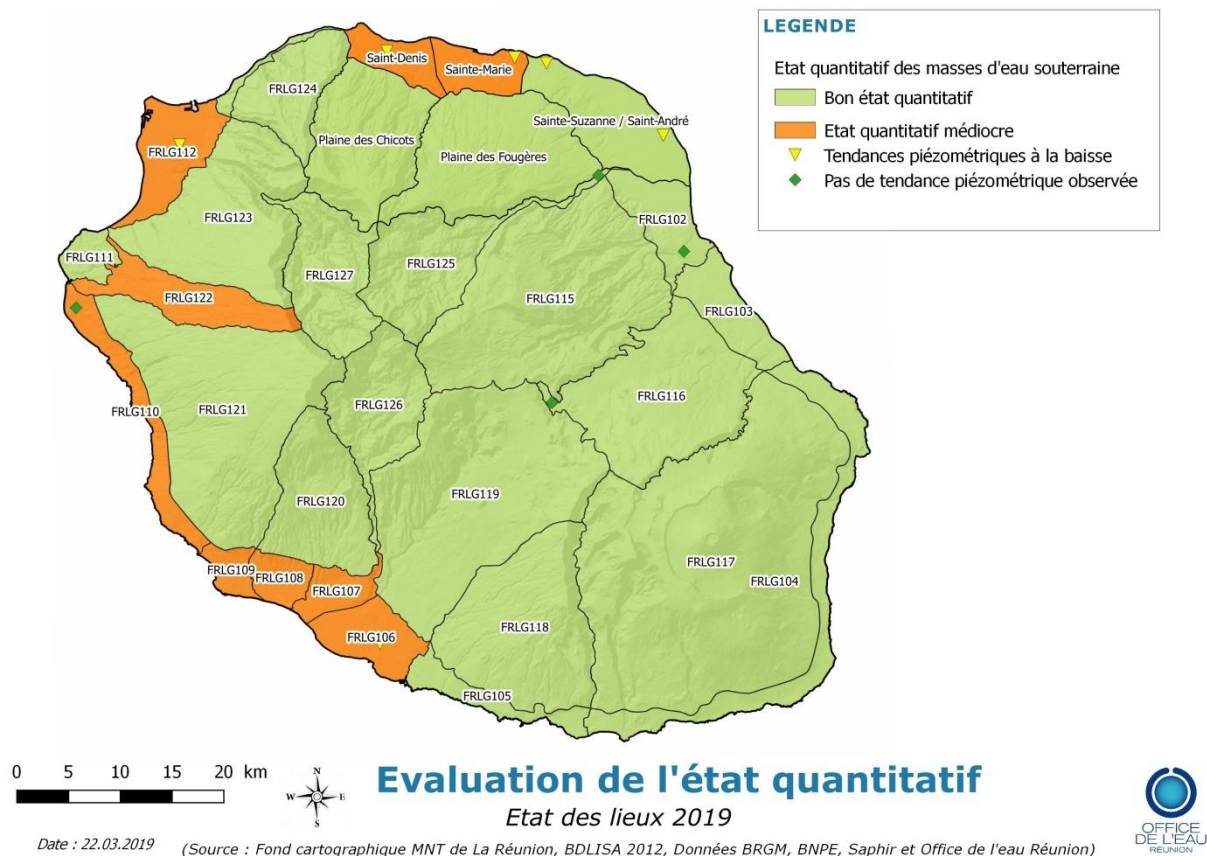 LEGENDE
Etat quantitatif des masses d'eau souterraine
Bon état quantitatif
Etat quantitatif médiocre
Tendances piézométriques à la baisse
Pas de tendance piézométrique observée
Saint-Denis
Sainte-Marie
FRLG124
Sainte-Suzanne / Saint-André
Plaine des Chicots
FRLG112
Plaine des Fougères
FRLG123
FRLG102
FRLG111
FRLG125
FRLG127
FRLG122
FRLG115
FRLG103
FRLG116
FRLG126
FRLG110
FRLG121
FRLG119
FRLG120
FRLG117
FRLG109
FRLG108
FRLG104
FRLG107
FRLG118
FRLG106
FRLG105
0 5 10 15 20 km
N
W E
S
Evaluation de l'état quantitatif
Etat des lieux 2019
Date : 22.03.2019
(Source : Fond cartographique MNT de La Réunion, BDLISA 2012, Données BRGM, BNPE, Saphir et Office de l'eau Réunion)
OFFICE
DE L'EAU
RÉUNION